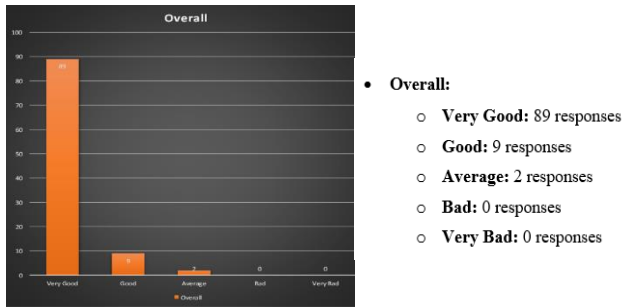 Overall
100
90
80
70
60
50
40
30
20
10
0
89
9
2
0
0
Very Good Good Average Bad Very Bad
Overall
• Overall:
o Very Good: 89 responses
o Good: 9 responses
o Average: 2 responses
o Bad: 0 responses
o Very Bad: 0 responses